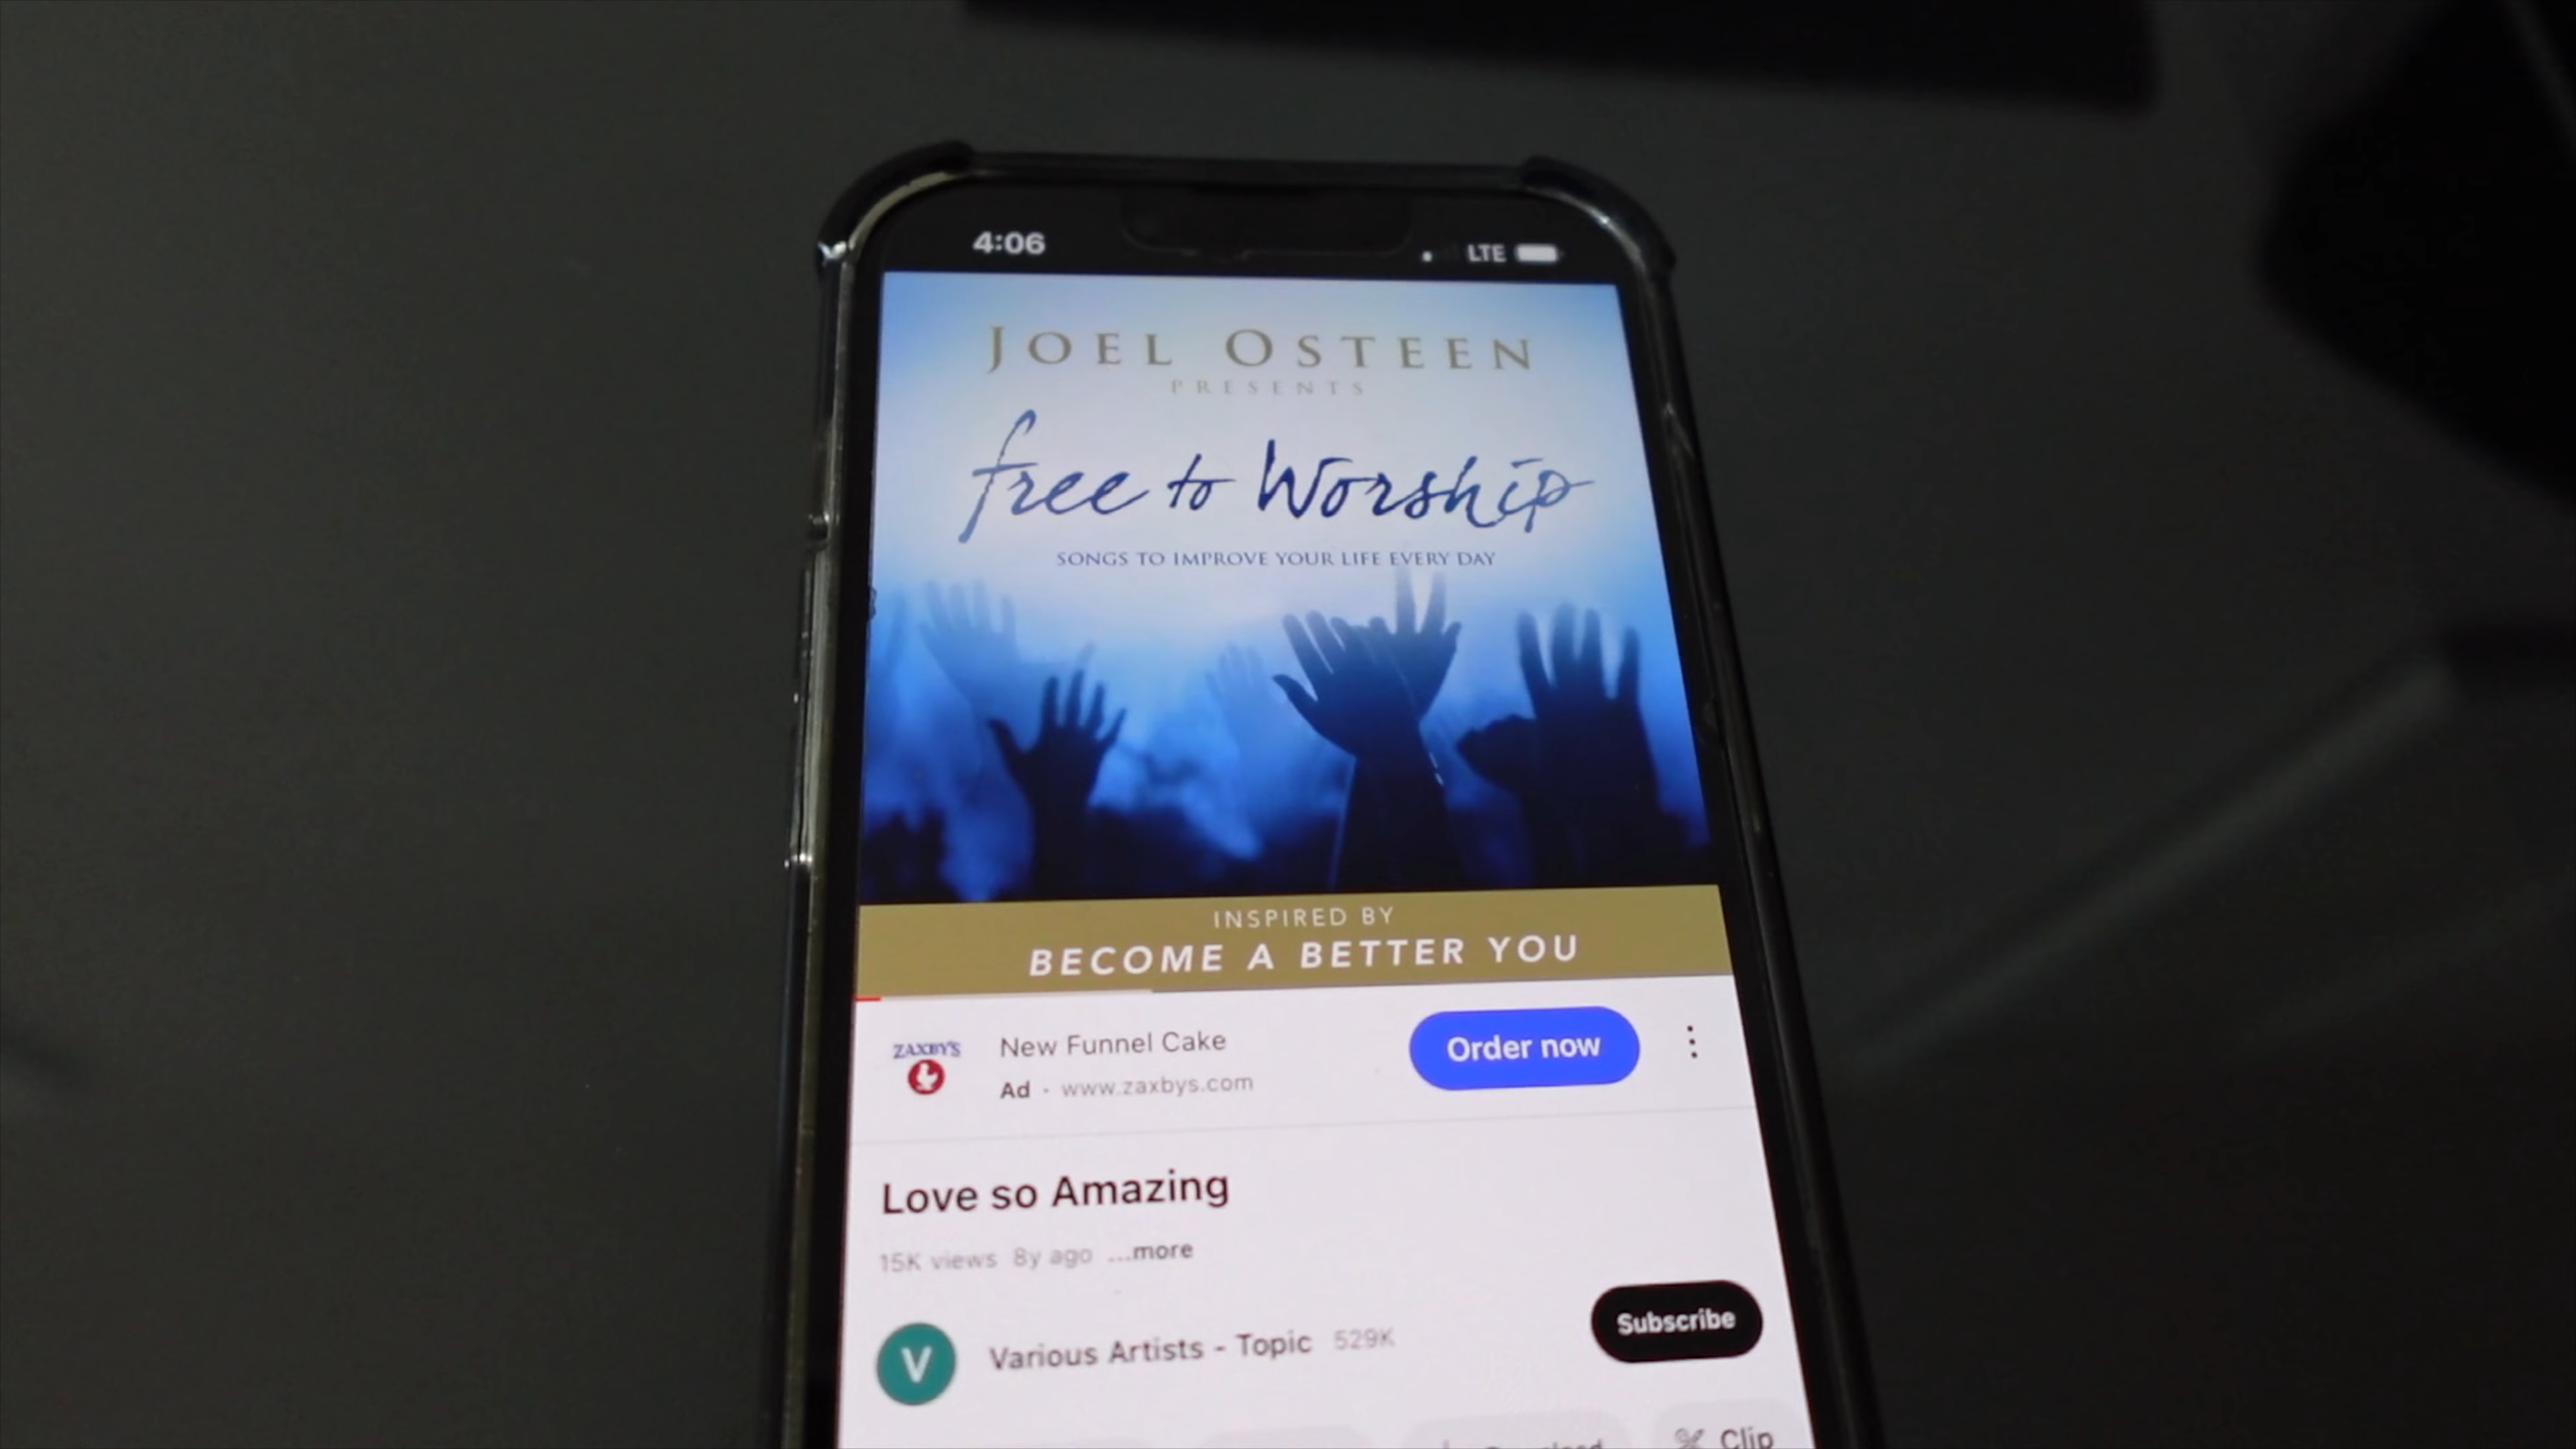 4:06
LTE
JOEL OSTEEN
PRESENTS
free to Worship
SONGS TO IMPROVE YOUR LIFE EVERY DAY
INSPIRED BY
BECOME A BETTER YOU
ZAXBY'S
New Funnel Cake
Ad · www.zaxbys.com
Order now
Love so Amazing
15K views 8y ago ...more
V
Various Artists - Topic 529K
Subscribe
Clip